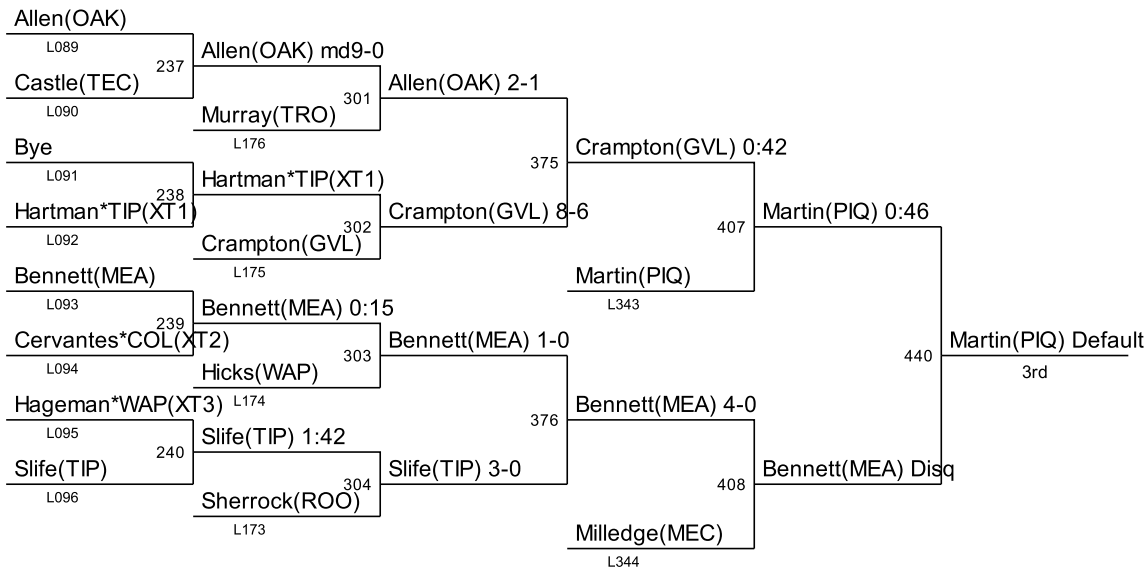 Allen(OAK)
L089
237
Castle(TEC)
L090
Bye
L091
238
Hartman*TIP(XT1)
L092
Bennett(MEA)
L093
239
Cervantes*COL(XT2)
L094
Hageman*WAP(XT3)
L095
240
Slife(TIP)
L096
Allen(OAK) md9-0
301
Murray(TRO)
L176
Hartman*TIP(XT1)
302
Crampton(GVL)
L175
Bennett(MEA) 0:15
303
Hicks(WAP)
L174
Slife(TIP) 1:42
304
Sherrock(ROO)
L173
Allen(OAK) 2-1
375
Crampton(GVL) 8-6
Bennett(MEA) 1-0
376
Slife(TIP) 3-0
Crampton(GVL) 0:42
407
Martin(PIQ)
L343
Bennett(MEA) 4-0
408
Milledge(MEC)
L344
Martin(PIQ) 0:46
440
Bennett(MEA) Disq
Martin(PIQ) Default
3rd